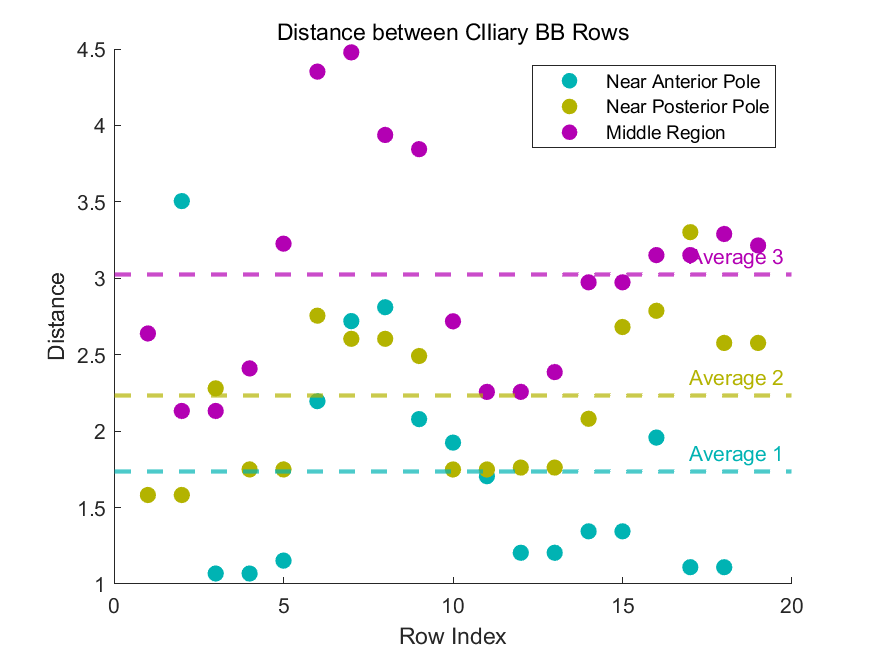 Distance between CIliary BB Rows
4.5
4
3.5
3
2.5
2
1.5
1
Distance
Near Anterior Pole
Near Posterior Pole
Middle Region
Average 3
Average 2
Average 1
0 5 10 15 20
Row Index